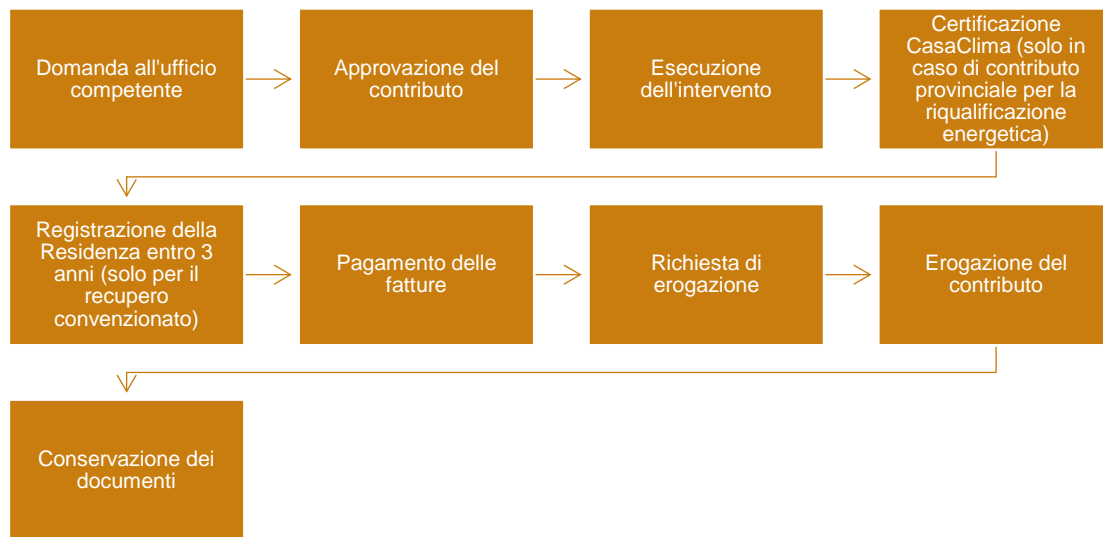 Domanda all'ufficio
competente
Approvazione del
contributo
Esecuzione
dell'intervento
Certificazione
CasaClima (solo in
caso di contributo
provinciale per la
riqualificazione
energetica)
Registrazione della
Residenza entro 3
anni (solo per il
recupero
convenzionato)
Pagamento delle
fatture
Richiesta di
erogazione
Erogazione del
contributo
Conservazione dei
documenti